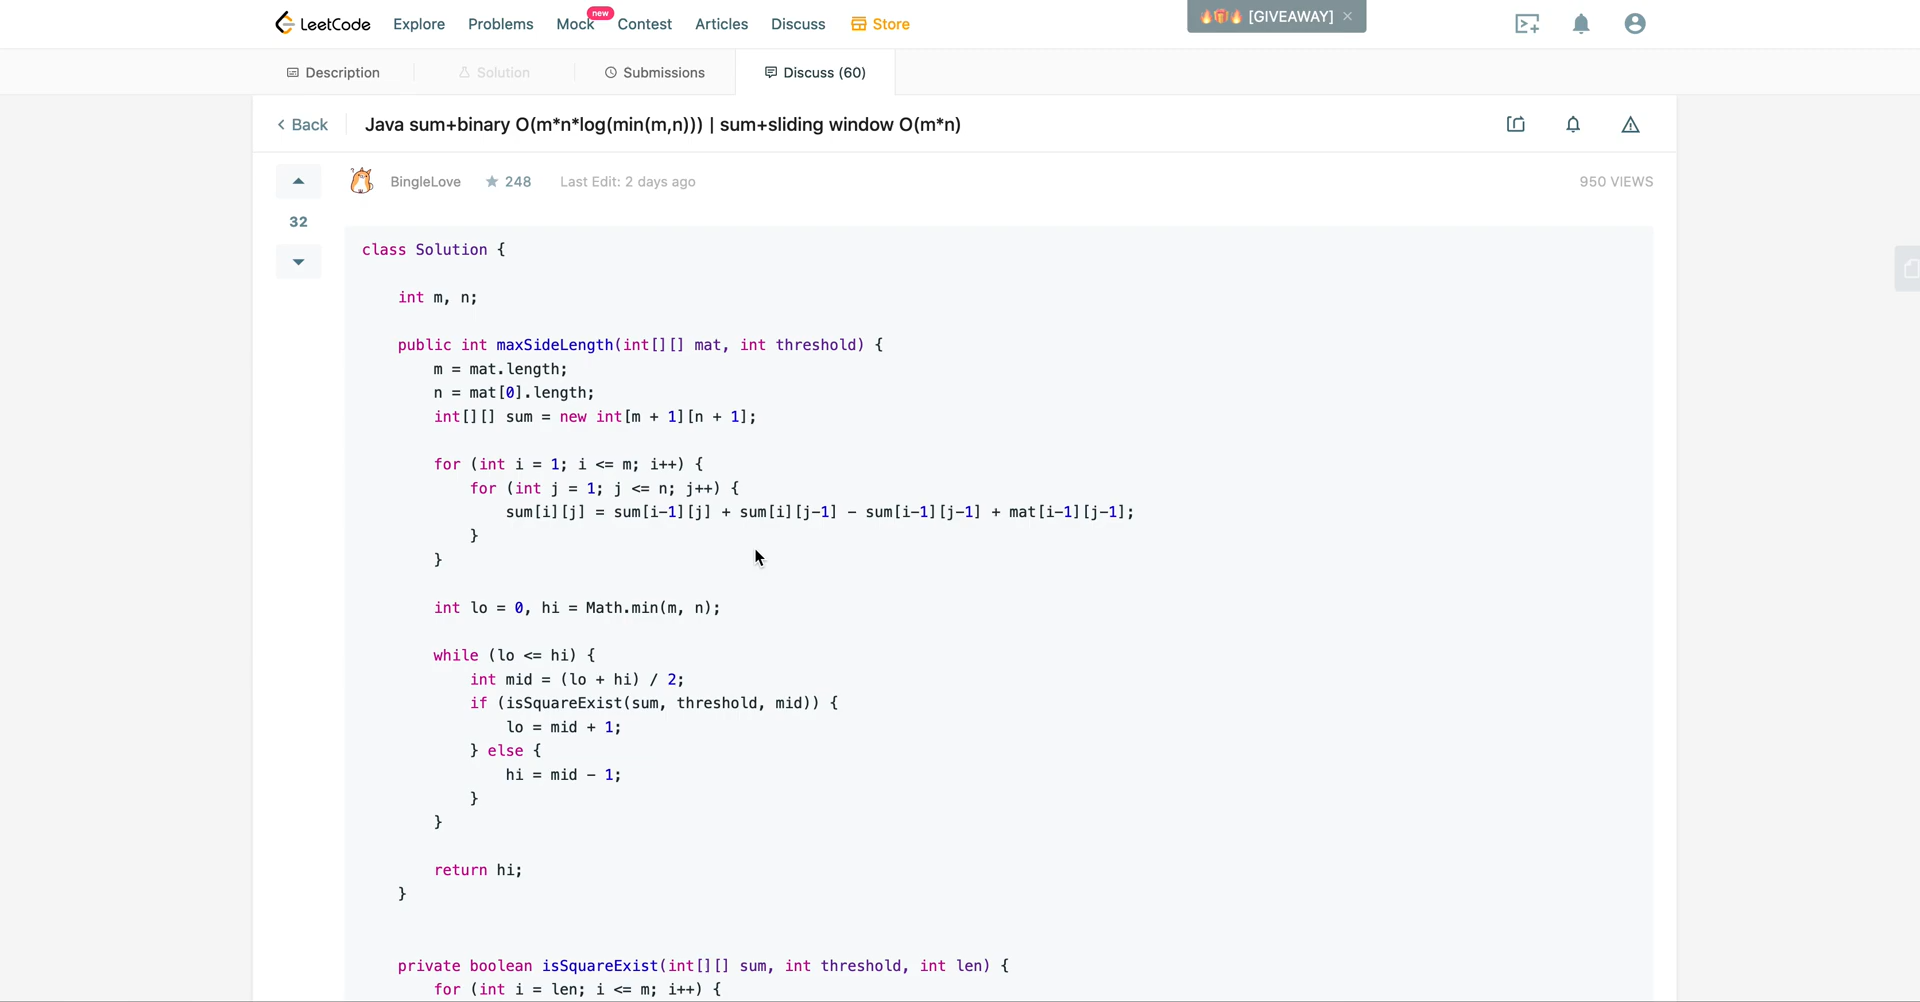 LeetCode Explore Problems Mock new Contest Articles Discuss Store [GIVEAWAY] ×
Description Solution Submissions Discuss (60)
Back Java sum+binary O(m*n*log(min(m,n))) | sum+sliding window O(m*n)
BingleLove 248 Last Edit: 2 days ago 950 VIEWS
32
class Solution {
int m, n;
public int maxSideLength(int[][] mat, int threshold) {
m = mat.length;
n = mat[0].length;
int[][] sum = new int[m + 1][n + 1];
for (int i = 1; i <= m; i++) {
for (int j = 1; j <= n; j++) {
sum[i][j] = sum[i-1][j] + sum[i][j-1] - sum[i-1][j-1] + mat[i-1][j-1];
}
}
int lo = 0, hi = Math.min(m, n);
while (lo <= hi) {
int mid = (lo + hi) / 2;
if (isSquareExist(sum, threshold, mid)) {
lo = mid + 1;
} else {
hi = mid - 1;
}
}
return hi;
}
private boolean isSquareExist(int[][] sum, int threshold, int len) {
for (int i = len; i <= m; i++) {